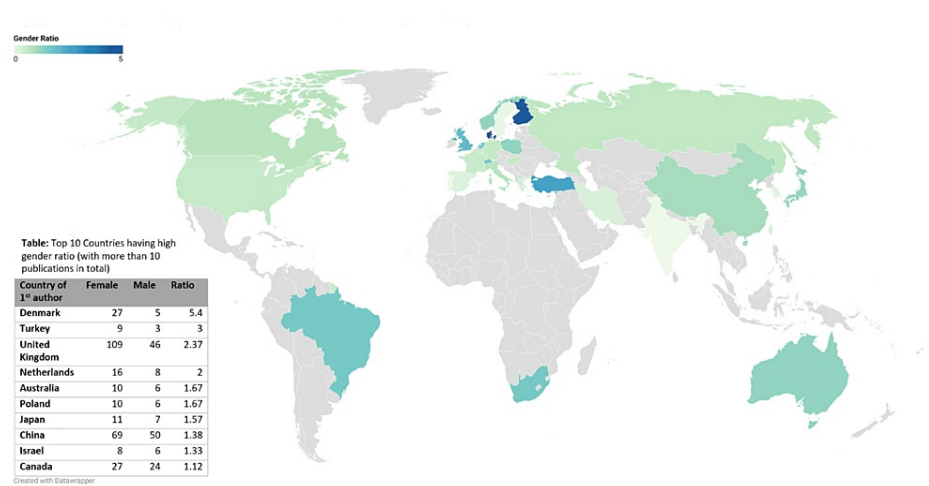 Gender Ratio
0 5
Table: Top 10 Countries having high
gender ratio (with more than 10
publications in total)
Country of Female Male Ratio
1st author
Denmark 27 5 5.4
Turkey 9 3 3
United 109 46 2.37
Kingdom
Netherlands 16 8 2
Australia 10 6 1.67
Poland 10 6 1.67
Japan 11 7 1.57
China 69 50 1.38
Israel 8 6 1.33
Canada 27 24 1.12
Created with Datawrapper